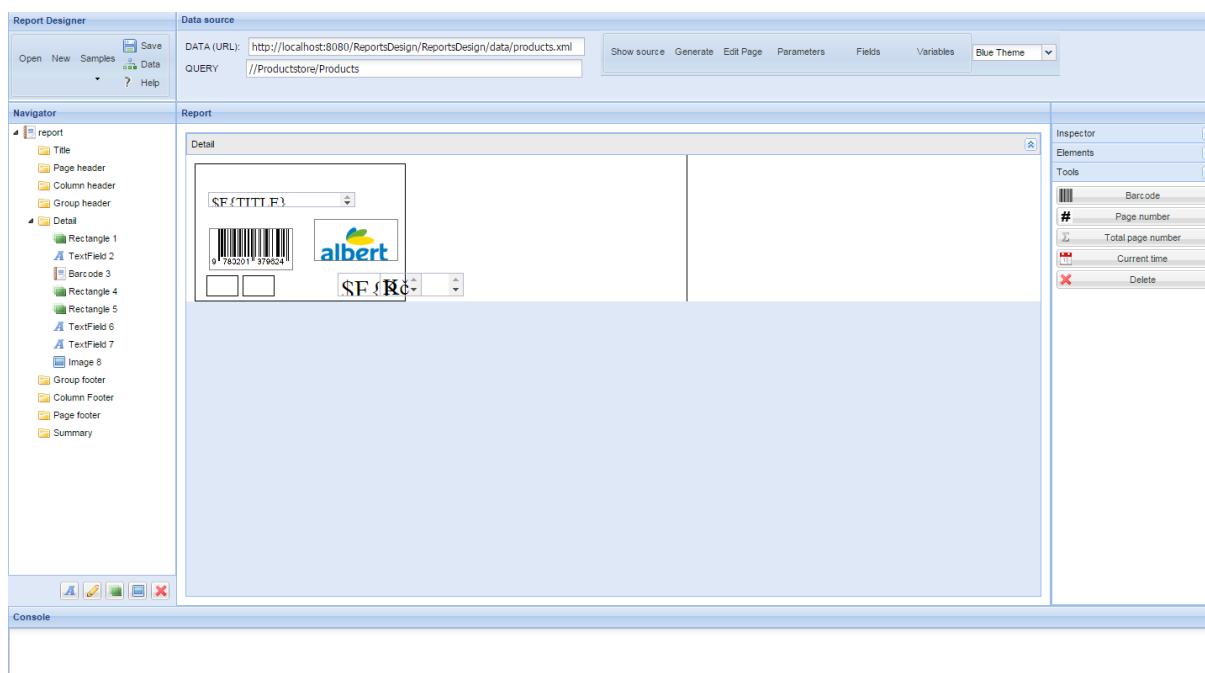 Report Designer
Data source
Open New Samples
Save
Data
? Help
DATA (URL): http://localhost:8080/ReportsDesign/ReportsDesign/data/products.xml
QUERY //Productstore/Products
Show source Generate Edit Page Parameters Fields Variables Blue Theme
Navigator
report
Title
Page header
Column header
Group header
Detail
Rectangle 1
TextField 2
Barcode 3
Rectangle 4
Rectangle 5
TextField 6
TextField 7
Image 8
Group footer
Column Footer
Page footer
Summary
Report
Detail
$F{TITLE}
9 780201 379624
albert
$F{
Kč
Inspector
Elements
Tools
Barcode
# Page number
Σ Total page number
Current time
Delete
Console